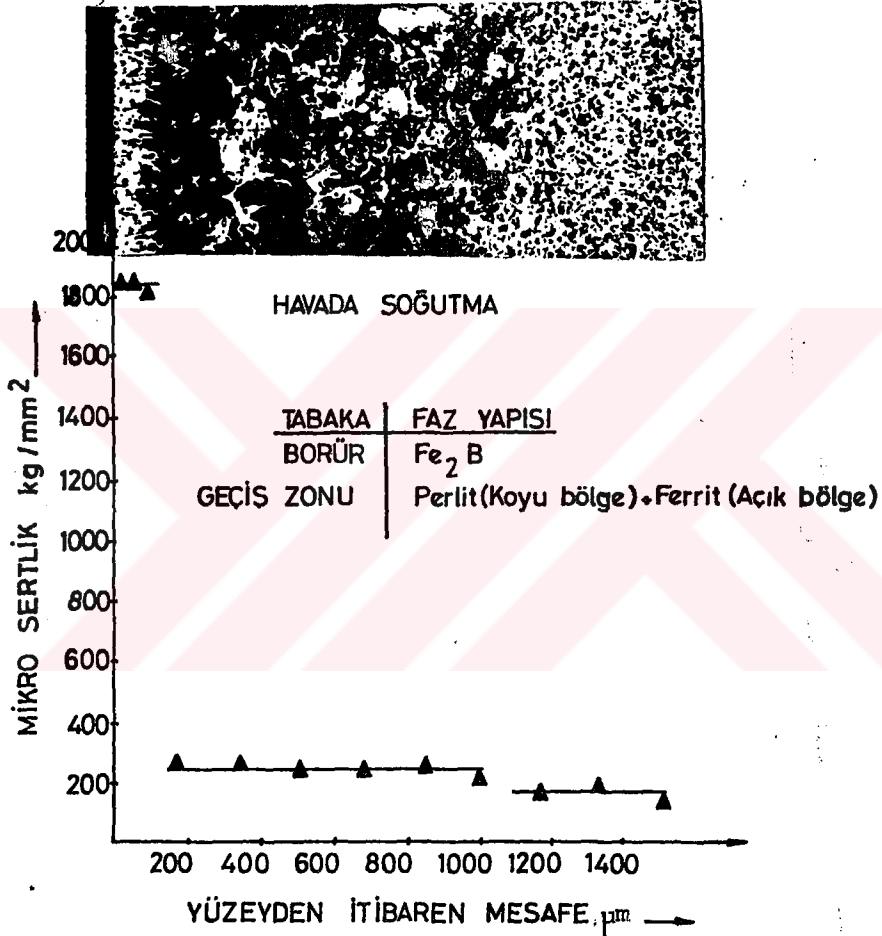 200
1800
HAVADA SOĞUTMA
1600
1400
TABAKA FAZ YAPISI
BORÜR Fe2B
1200
GEÇİS ZONU Perlit(Koyu bölge)+Ferrit (Açık bölge)
1000
800
600
400
200
MİKRO SERTLİK kg/mm2
200 400 600 800 1000 1200 1400
YÜZEYDEN İTİBAREN MESAFE, µm